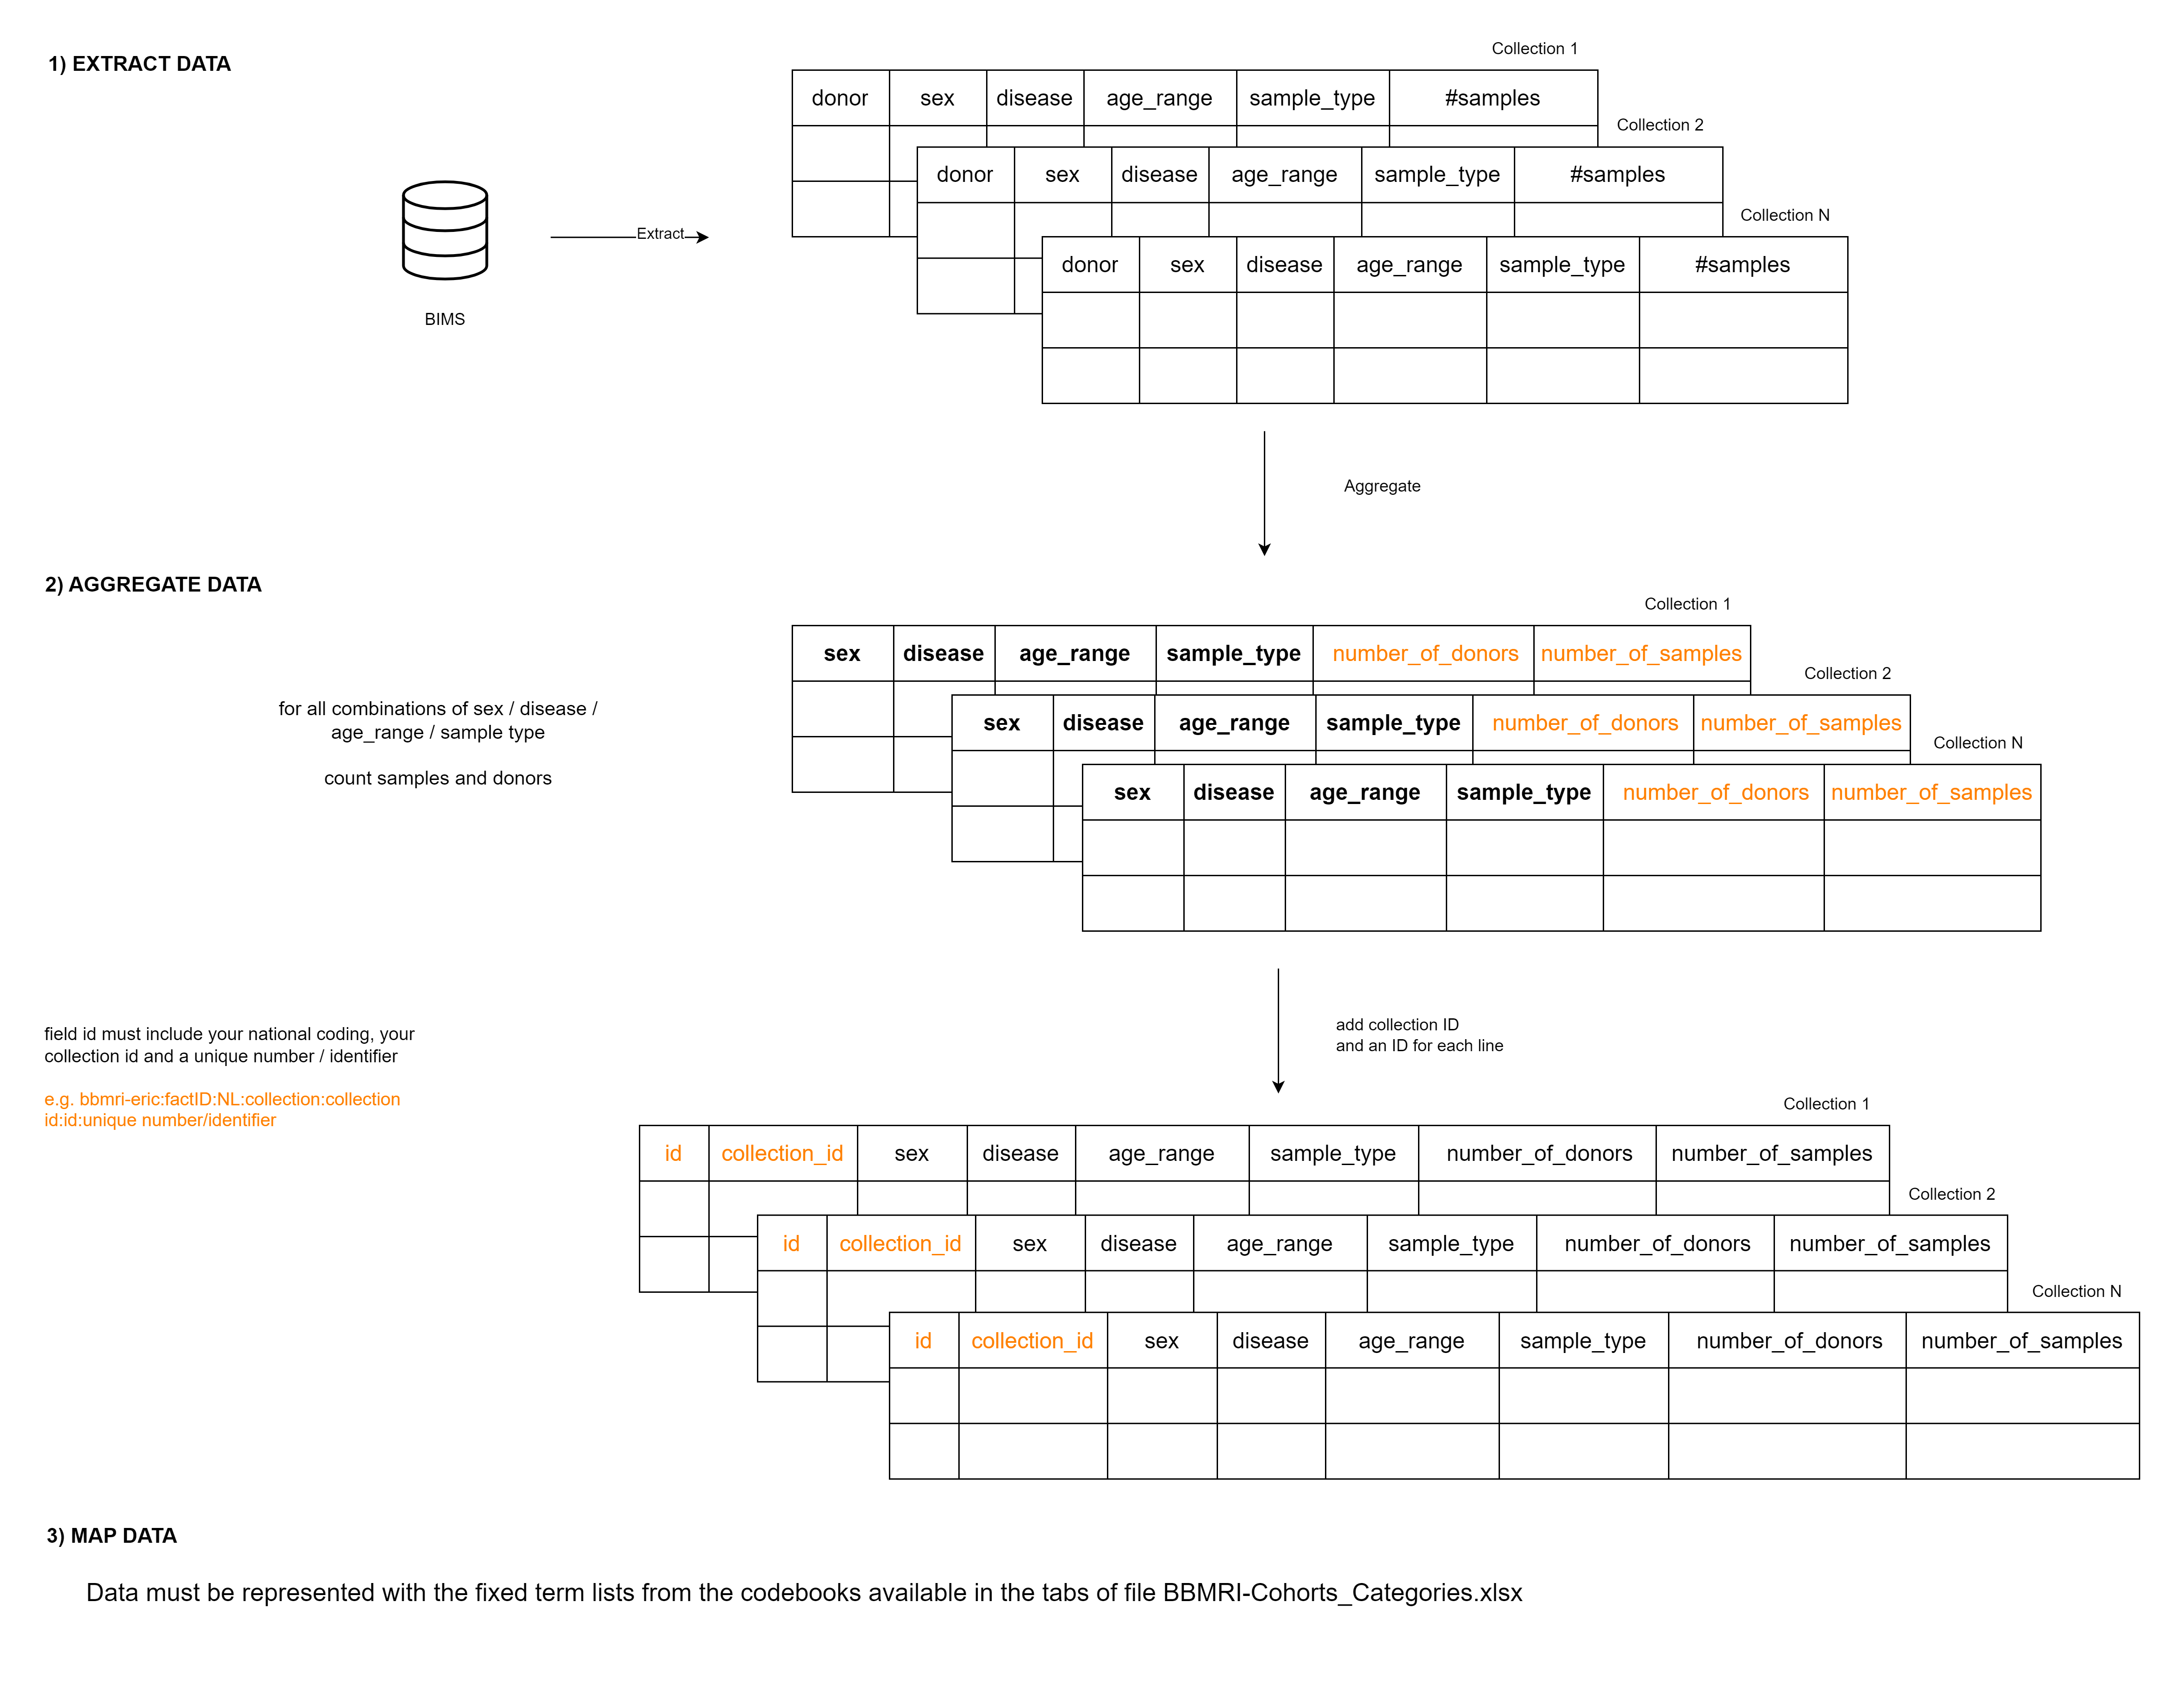 1) EXTRACT DATA
Collection 1
donor sex disease age_range sample_type #samples
Collection 2
donor sex disease age_range sample_type #samples
Collection N
donor sex disease age_range sample_type #samples
Extract
BIMS
Aggregate
2) AGGREGATE DATA
Collection 1
sex disease age_range sample_type number_of_donors number_of_samples
Collection 2
sex disease age_range sample_type number_of_donors number_of_samples
Collection N
sex disease age_range sample_type number_of_donors number_of_samples
for all combinations of sex / disease /
age_range / sample type
count samples and donors
add collection ID
and an ID for each line
field id must include your national coding, your
collection id and a unique number / identifier
e.g. bbmri-eric:factID:NL:collection:collection
id:id:unique number/identifier
Collection 1
id collection_id sex disease age_range sample_type number_of_donors number_of_samples
Collection 2
id collection_id sex disease age_range sample_type number_of_donors number_of_samples
Collection N
id collection_id sex disease age_range sample_type number_of_donors number_of_samples
3) MAP DATA
Data must be represented with the fixed term lists from the codebooks available in the tabs of file BBMRI-Cohorts_Categories.xlsx